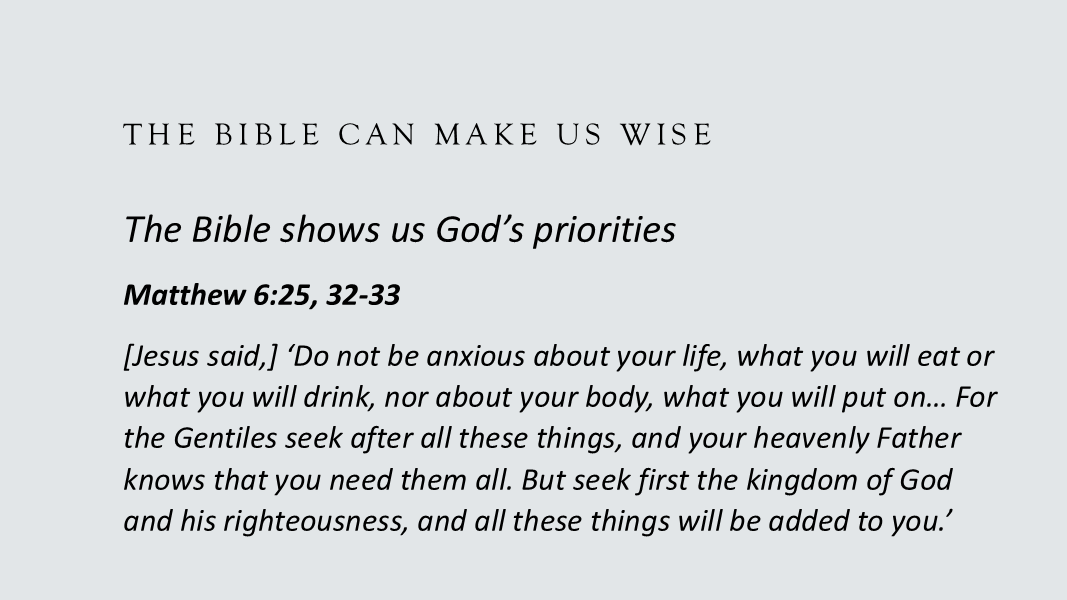 THE BIBLE CAN MAKE US WISE
The Bible shows us God’s priorities
Matthew 6:25, 32-33
[Jesus said,] ‘Do not be anxious about your life, what you will eat or
what you will drink, nor about your body, what you will put on… For
the Gentiles seek after all these things, and your heavenly Father
knows that you need them all. But seek first the kingdom of God
and his righteousness, and all these things will be added to you.’